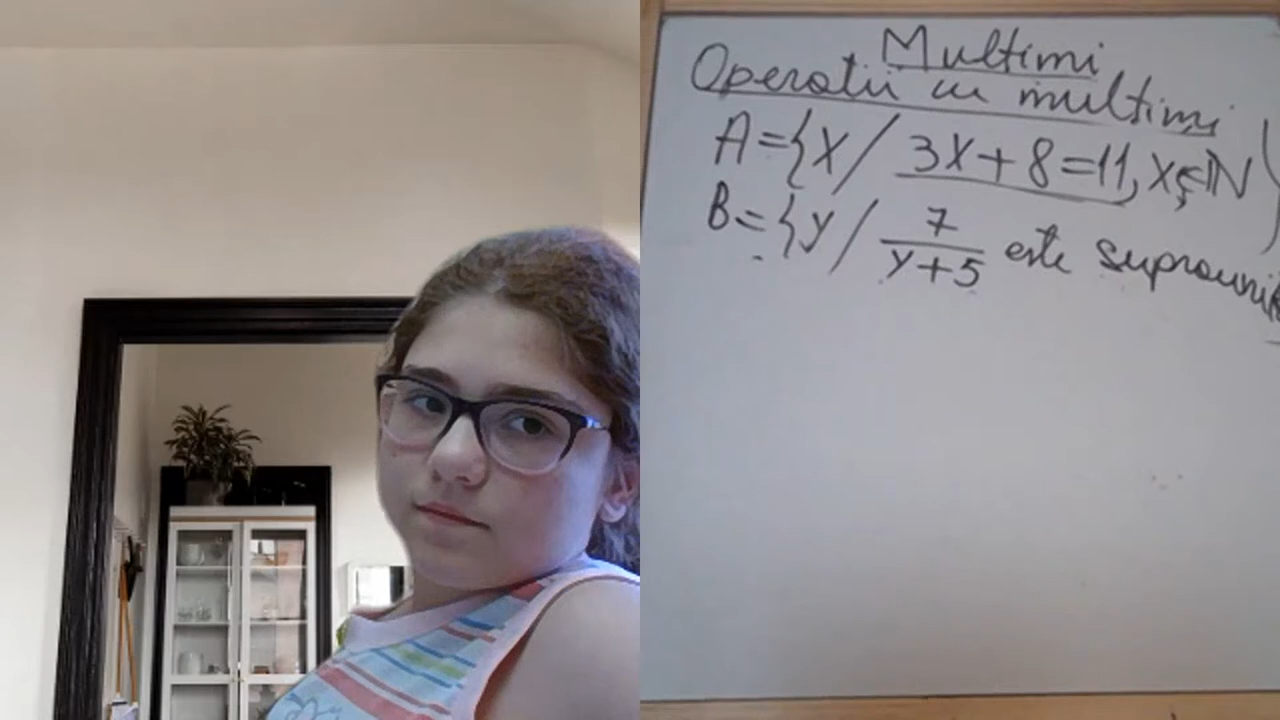 Multimi
Operatii cu multimi
A={x/ 3x+8=11, x∈N}
B={y/ 7/y+5 este supraunit